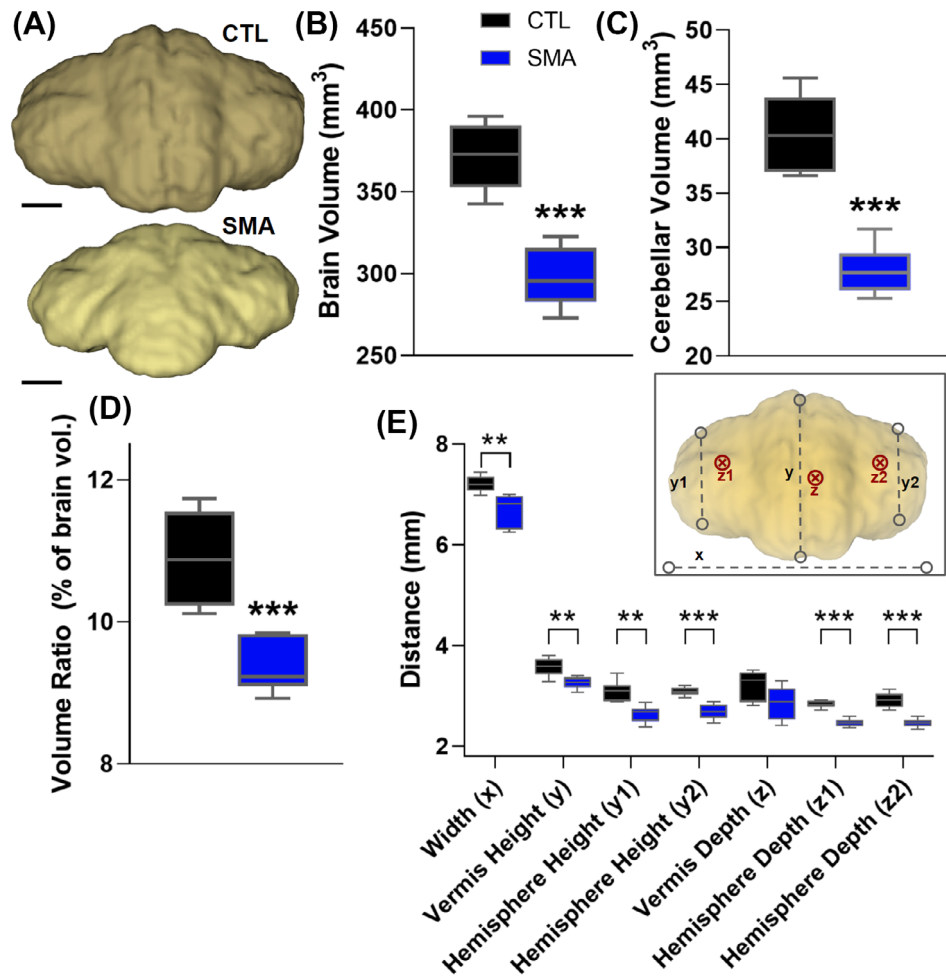 (A)
CTL
SMA
(B)
Brain Volume (mm3)
450
400
350
300
250
***
CTL
SMA
(C)
Cerebellar Volume (mm3)
50
45
40
35
30
25
20
***
(D)
Volume Ratio (% of brain vol.)
12
10
8
***
(E)
Distance (mm)
8
6
4
2
**
**
**
***
***
***
Width (x)
Vermis Height (y)
Hemisphere Height (y1)
Hemisphere Height (y2)
Vermis Depth (z)
Hemisphere Depth (z1)
Hemisphere Depth (z2)
y1
z1
y
z
z2
y2
x